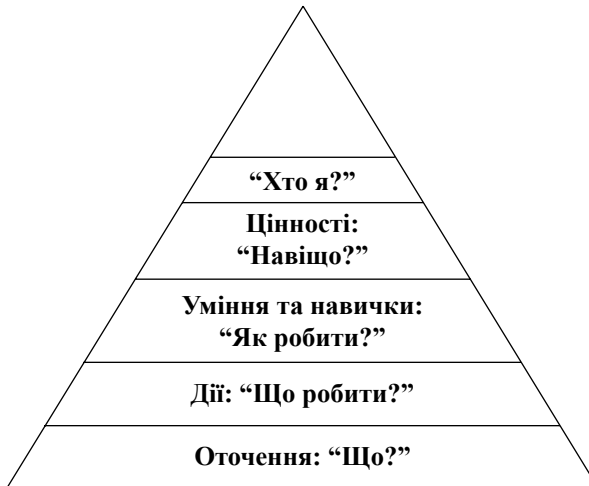 “Хто я?”
Цінності:
“Навіщо?”
Уміння та навички:
“Як робити?”
Дії: “Що робити?”
Оточення: “Що?”